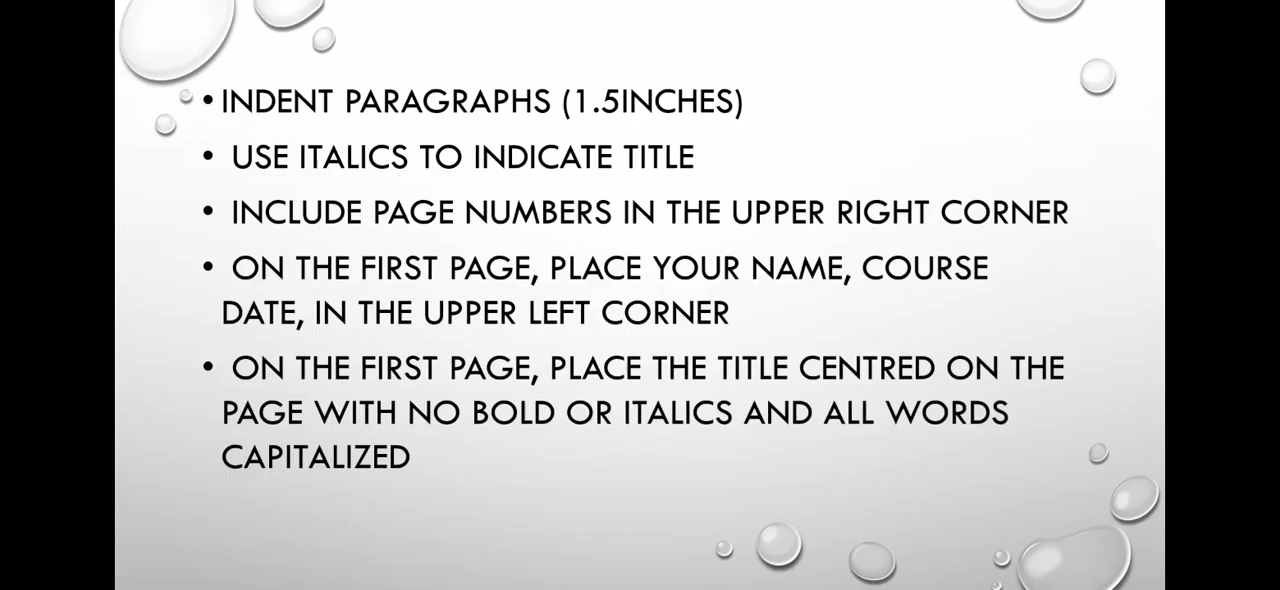 • INDENT PARAGRAPHS (1.5INCHES)
• USE ITALICS TO INDICATE TITLE
• INCLUDE PAGE NUMBERS IN THE UPPER RIGHT CORNER
• ON THE FIRST PAGE, PLACE YOUR NAME, COURSE
DATE, IN THE UPPER LEFT CORNER
• ON THE FIRST PAGE, PLACE THE TITLE CENTRED ON THE
PAGE WITH NO BOLD OR ITALICS AND ALL WORDS
CAPITALIZED